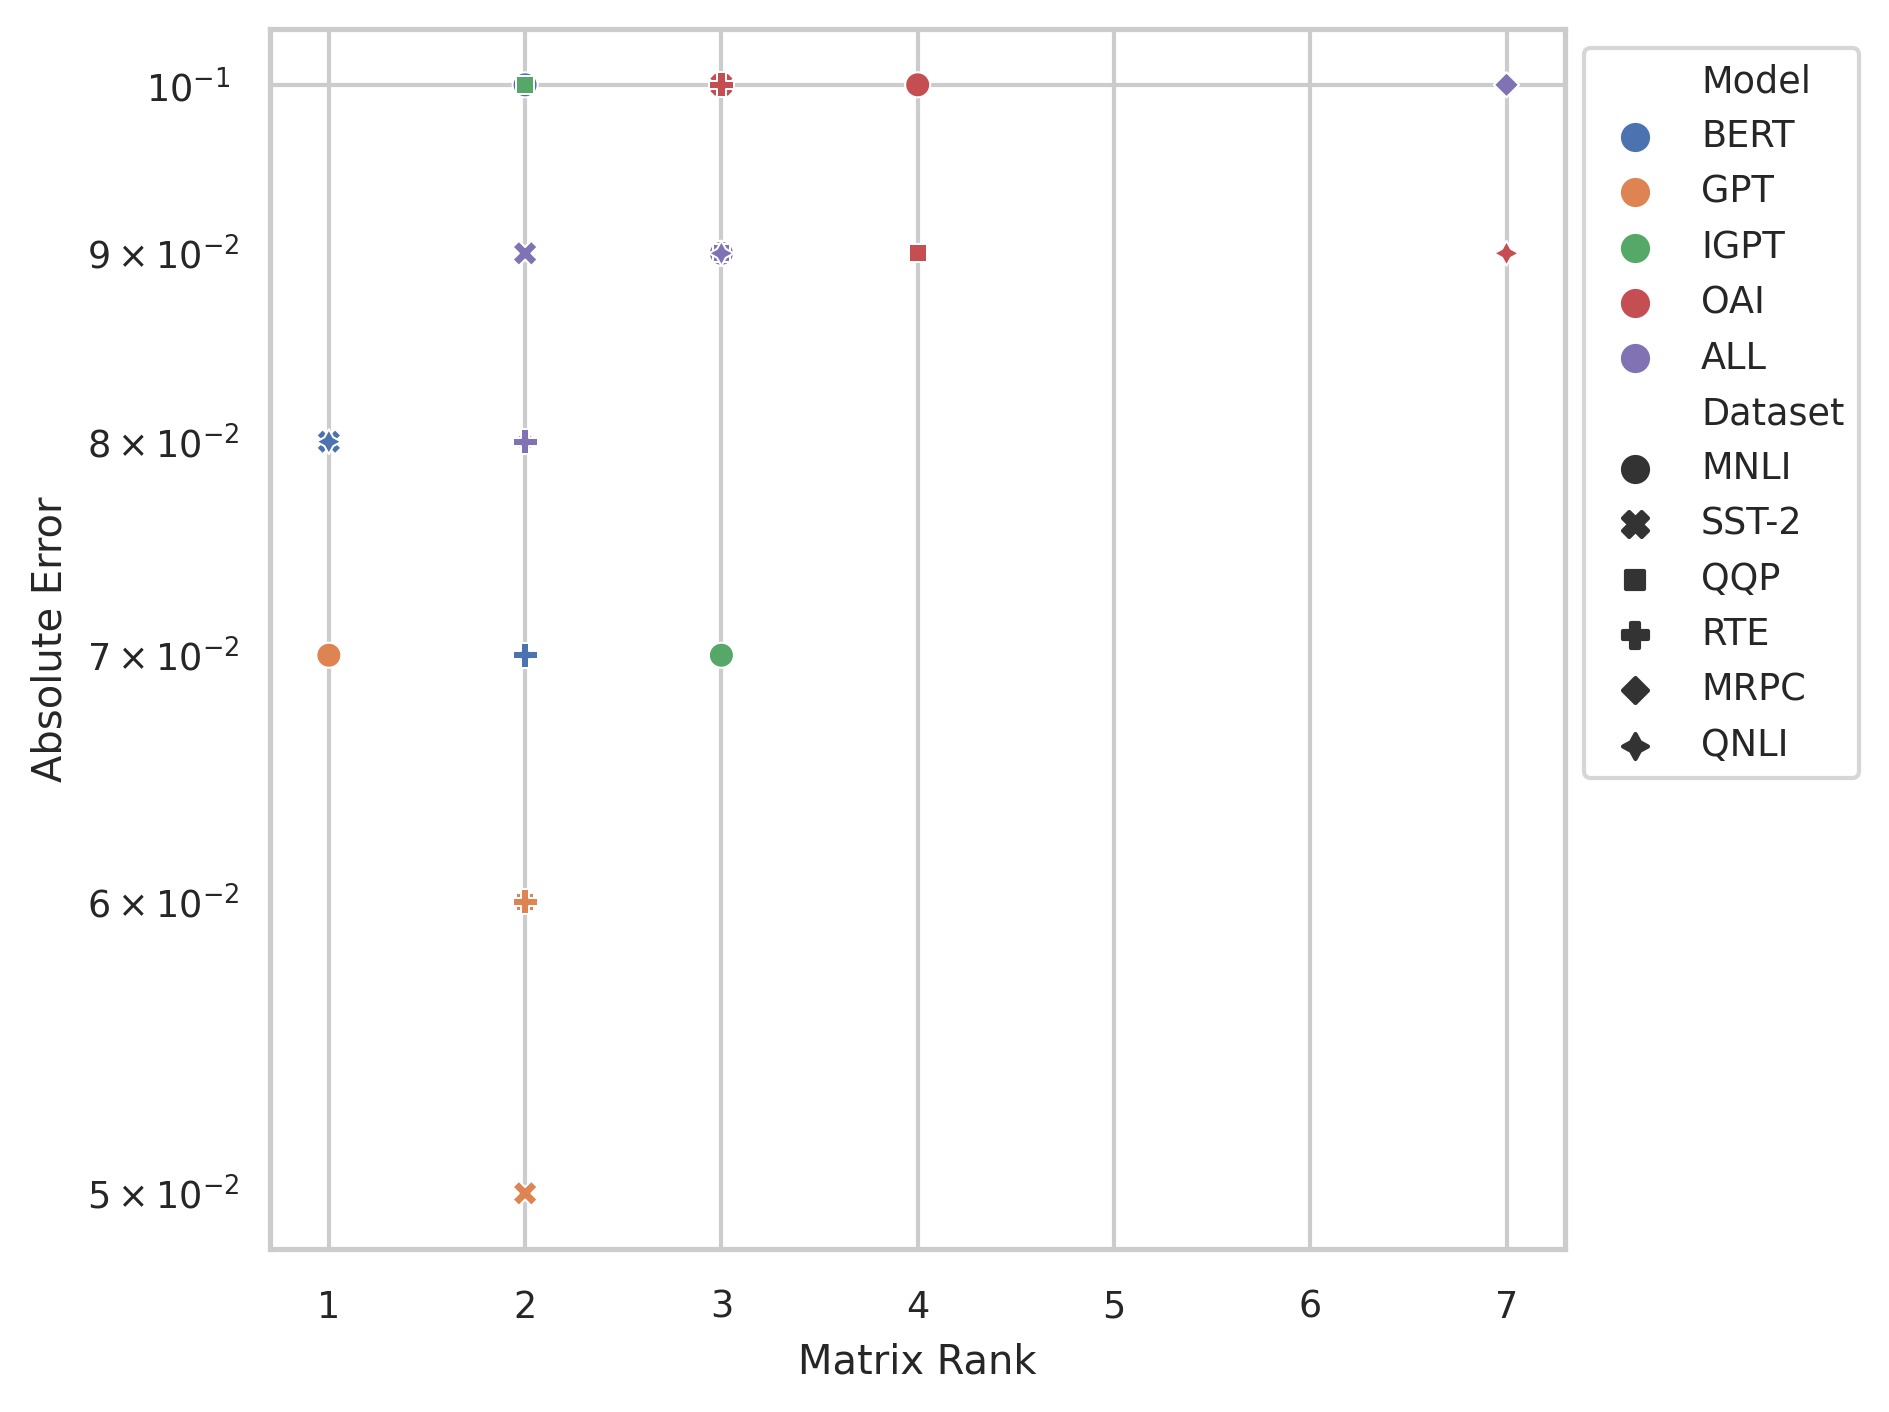 10⁻¹
9 × 10⁻²
8 × 10⁻²
7 × 10⁻²
6 × 10⁻²
5 × 10⁻²
Absolute Error
1 2 3 4 5 6 7
Matrix Rank
Model
BERT
GPT
IGPT
OAI
ALL
Dataset
MNLI
SST-2
QQP
RTE
MRPC
QNLI